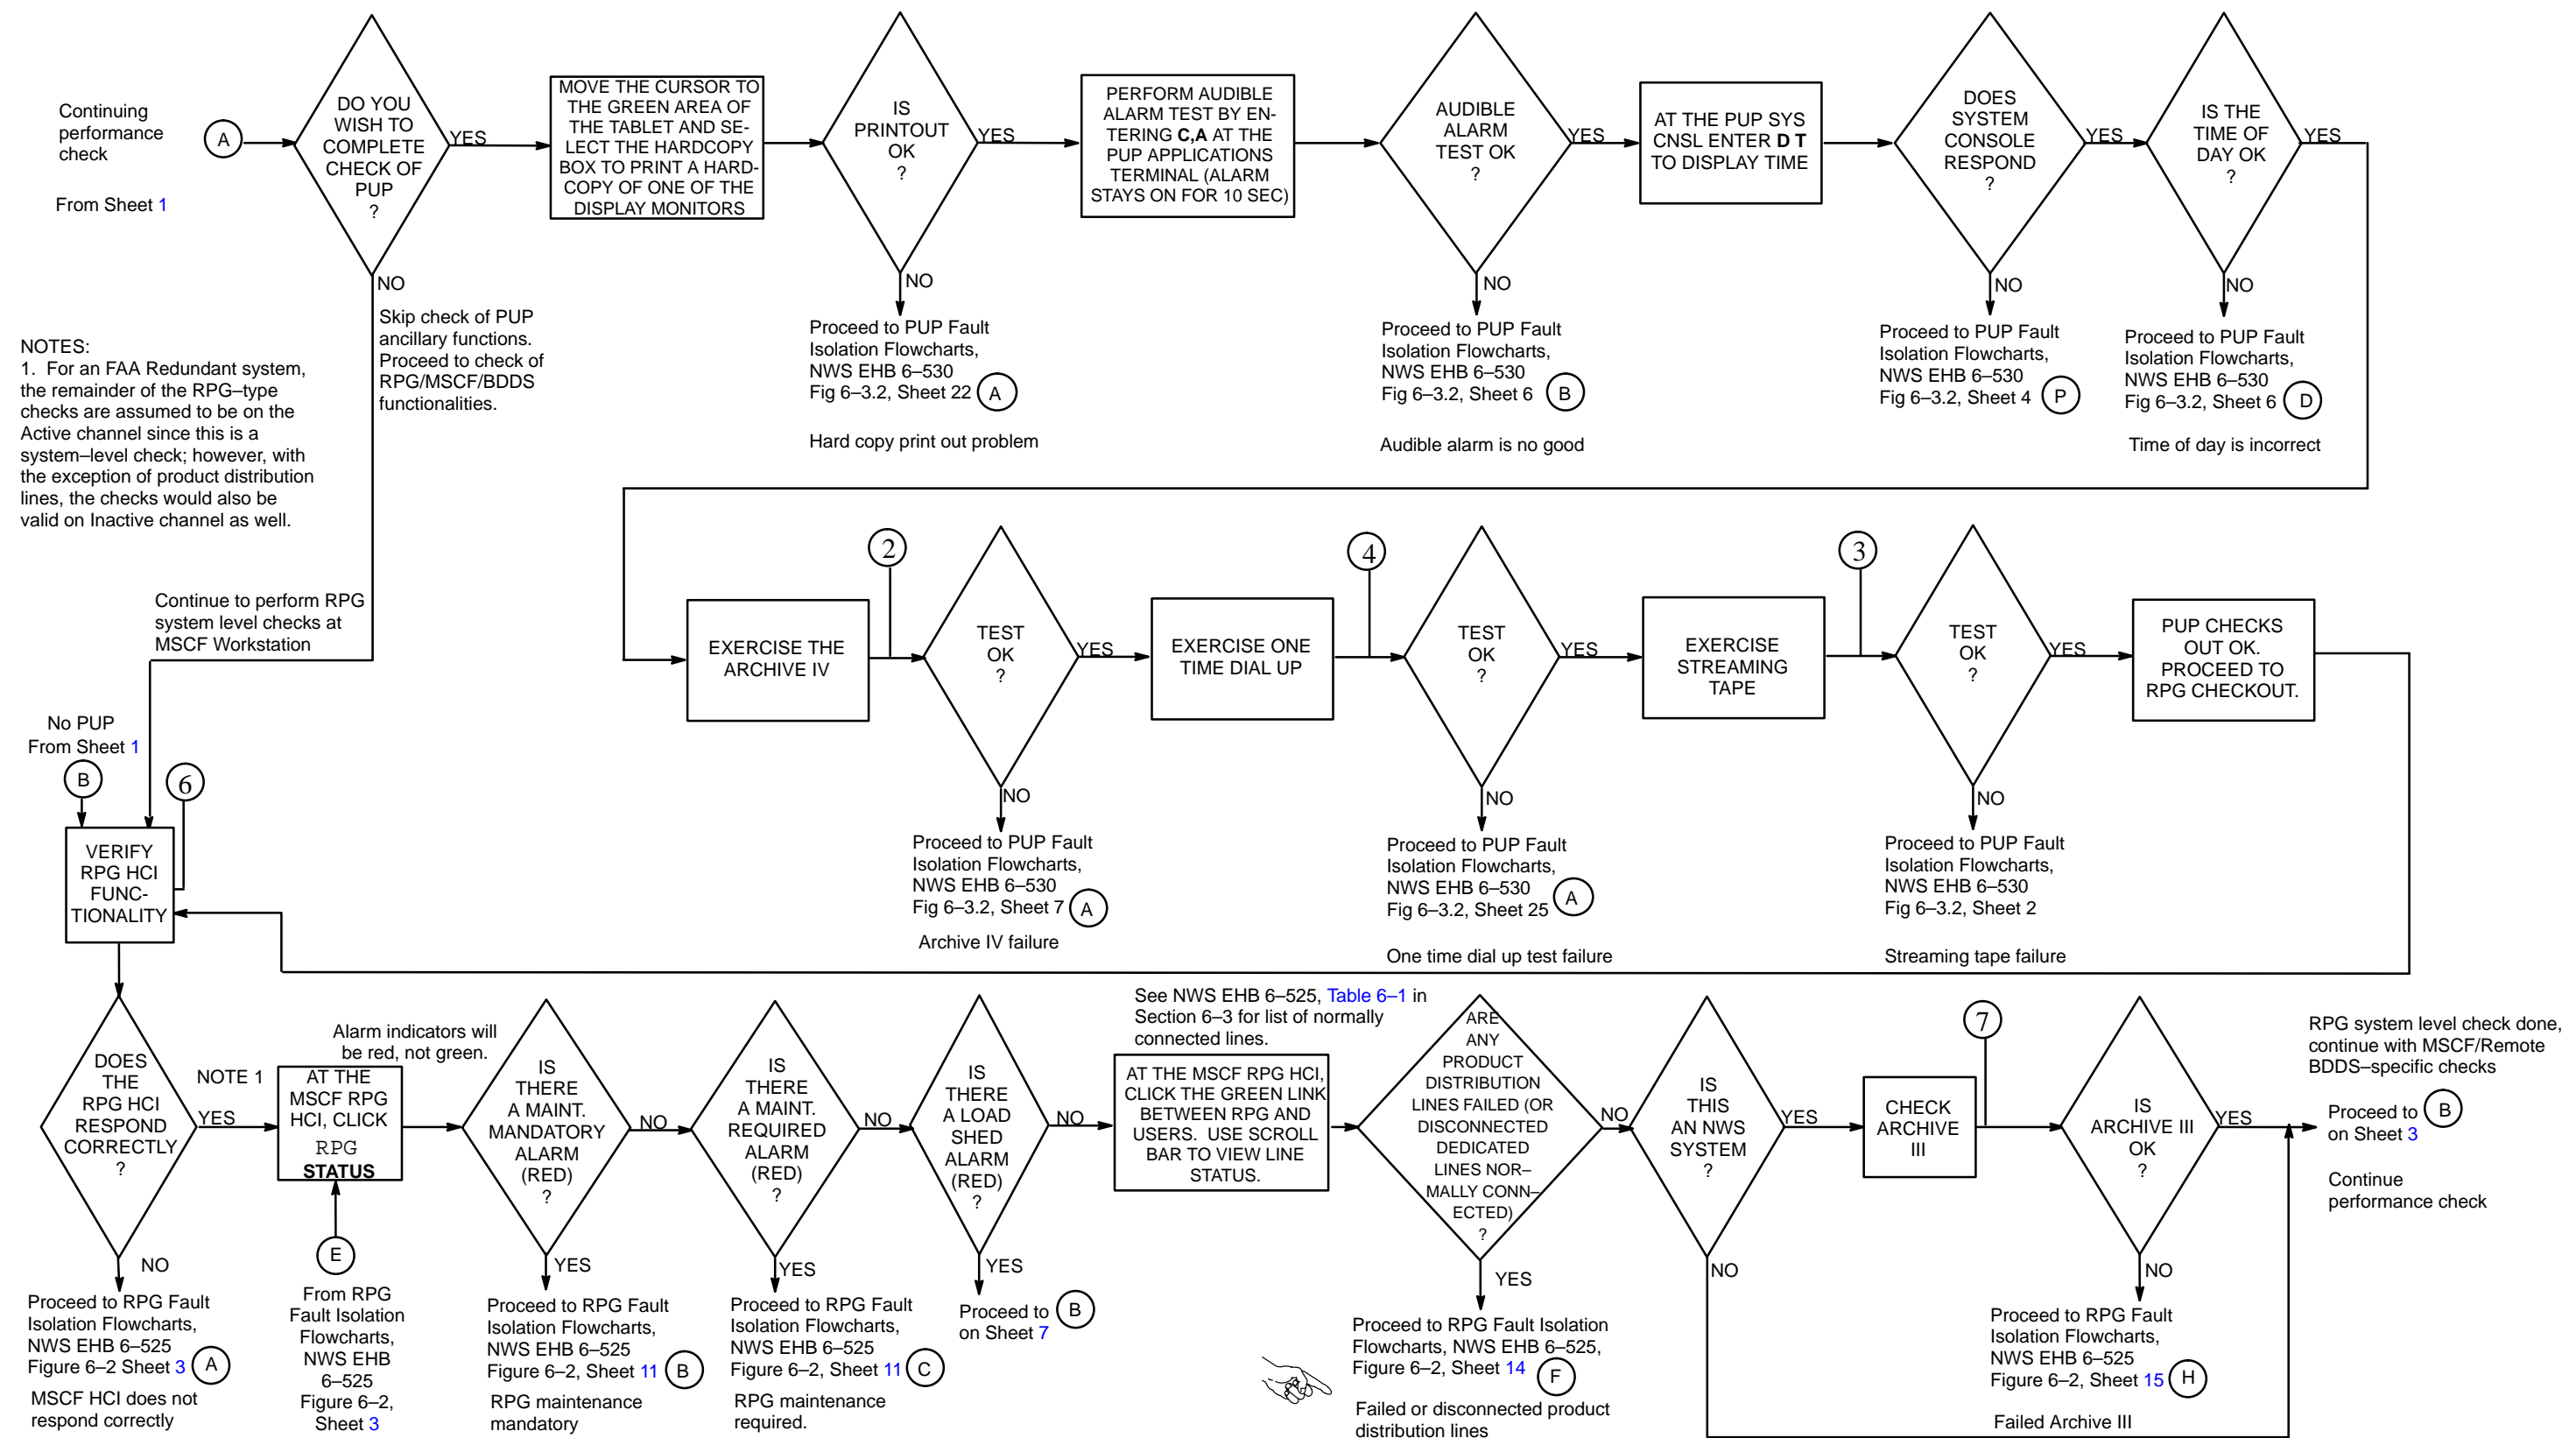 Continuing
performance
check
From Sheet 1
A
DO YOU
WISH TO
COMPLETE
CHECK OF
PUP
?
YES
NO
MOVE THE CURSOR TO
THE GREEN AREA OF
THE TABLET AND SE-
LECT THE HARDCOPY
BOX TO PRINT A HARD-
COPY OF ONE OF THE
DISPLAY MONITORS
IS
PRINTOUT
OK
?
YES
NO
Proceed to PUP Fault
Isolation Flowcharts,
NWS EHB 6–530
Fig 6–3.2, Sheet 22 A
Hard copy print out problem
PERFORM AUDIBLE
ALARM TEST BY EN-
TERING C,A AT THE
PUP APPLICATIONS
TERMINAL (ALARM
STAYS ON FOR 10 SEC)
AUDIBLE
ALARM
TEST OK
?
YES
NO
Proceed to PUP Fault
Isolation Flowcharts,
NWS EHB 6–530
Fig 6–3.2, Sheet 6 B
Audible alarm is no good
AT THE PUP SYS
CNSL ENTER D T
TO DISPLAY TIME
DOES
SYSTEM
CONSOLE
RESPOND
?
YES
NO
Proceed to PUP Fault
Isolation Flowcharts,
NWS EHB 6–530
Fig 6–3.2, Sheet 4 P
IS THE
TIME OF
DAY OK
?
YES
NO
Proceed to PUP Fault
Isolation Flowcharts,
NWS EHB 6–530
Fig 6–3.2, Sheet 6 D
Time of day is incorrect
Skip check of PUP
ancillary functions.
Proceed to check of
RPG/MSCF/BDDS
functionalities.
NOTES:
1. For an FAA Redundant system,
the remainder of the RPG–type
checks are assumed to be on the
Active channel since this is a
system–level check; however, with
the exception of product distribution
lines, the checks would also be
valid on Inactive channel as well.
Continue to perform RPG
system level checks at
MSCF Workstation
EXERCISE THE
ARCHIVE IV
2
TEST
OK
?
YES
NO
Proceed to PUP Fault
Isolation Flowcharts,
NWS EHB 6–530
Fig 6–3.2, Sheet 7 A
Archive IV failure
EXERCISE ONE
TIME DIAL UP
4
TEST
OK
?
YES
NO
Proceed to PUP Fault
Isolation Flowcharts,
NWS EHB 6–530
Fig 6–3.2, Sheet 25 A
One time dial up test failure
EXERCISE
STREAMING
TAPE
3
TEST
OK
?
YES
NO
Proceed to PUP Fault
Isolation Flowcharts,
NWS EHB 6–530
Fig 6–3.2, Sheet 2
Streaming tape failure
PUP CHECKS
OUT OK.
PROCEED TO
RPG CHECKOUT.
No PUP
From Sheet 1
B
6
VERIFY
RPG HCI
FUNC-
TIONALITY
DOES
THE
RPG HCI
RESPOND
CORRECTLY
?
NOTE 1
YES
NO
Proceed to RPG Fault
Isolation Flowcharts,
NWS EHB 6–525
Figure 6–2 Sheet 3 A
MSCF HCI does not
respond correctly
Alarm indicators will
be red, not green.
AT THE
MSCF RPG
HCI, CLICK
RPG
STATUS
E
From RPG
Fault Isolation
Flowcharts,
NWS EHB
6–525
Figure 6–2,
Sheet 3
IS
THERE
A MAINT.
MANDATORY
ALARM
(RED)
?
NO
YES
Proceed to RPG Fault
Isolation Flowcharts,
NWS EHB 6–525
Figure 6–2, Sheet 11 B
RPG maintenance
mandatory
IS
THERE
A MAINT.
REQUIRED
ALARM
(RED)
?
NO
YES
Proceed to RPG Fault
Isolation Flowcharts,
NWS EHB 6–525
Figure 6–2, Sheet 11 C
RPG maintenance
required.
IS
THERE
A LOAD
SHED
ALARM
(RED)
?
NO
YES
Proceed to B
on Sheet 7
See NWS EHB 6–525, Table 6–1 in
Section 6–3 for list of normally
connected lines.
AT THE MSCF RPG HCI,
CLICK THE GREEN LINK
BETWEEN RPG AND
USERS. USE SCROLL
BAR TO VIEW LINE
STATUS.
ARE
ANY
PRODUCT
DISTRIBUTION
LINES FAILED (OR
DISCONNECTED
DEDICATED
LINES NOR–
MALLY CONN–
ECTED)
?
NO
YES
Proceed to RPG Fault Isolation
Flowcharts, NWS EHB 6–525,
Figure 6–2, Sheet 14
F
Failed or disconnected product
distribution lines
IS
THIS
AN NWS
SYSTEM
?
YES
NO
CHECK
ARCHIVE
III
7
IS
ARCHIVE III
OK
?
YES
NO
Proceed to RPG Fault
Isolation Flowcharts,
NWS EHB 6–525
Figure 6–2, Sheet 15 H
Failed Archive III
RPG system level check done,
continue with MSCF/Remote
BDDS–specific checks
Proceed to B
on Sheet 3
Continue
performance check